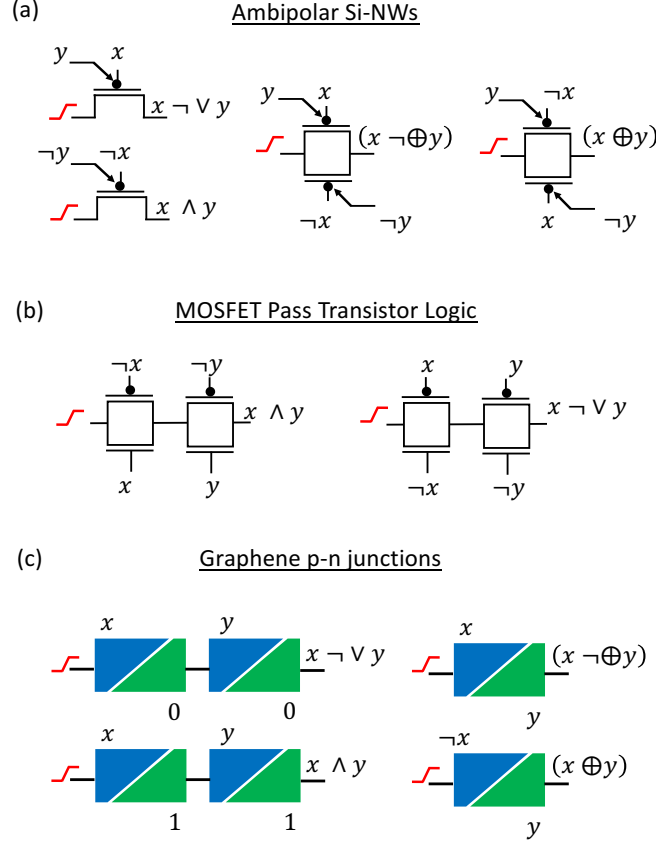 (a)
Ambipolar Si-NWs
y x
x ¬ ∨ y
¬y ¬x
x ∧ y
y x
(x ¬⊕y)
¬x ¬y
y ¬x
(x ⊕y)
x ¬y
(b)
MOSFET Pass Transistor Logic
¬x ¬y
x ∧ y
x y
x y
x ¬ ∨ y
¬x ¬y
(c)
Graphene p-n junctions
x y
x ¬ ∨ y
0 0
x y
x ∧ y
1 1
x
(x ¬⊕y)
y
¬x
(x ⊕y)
y